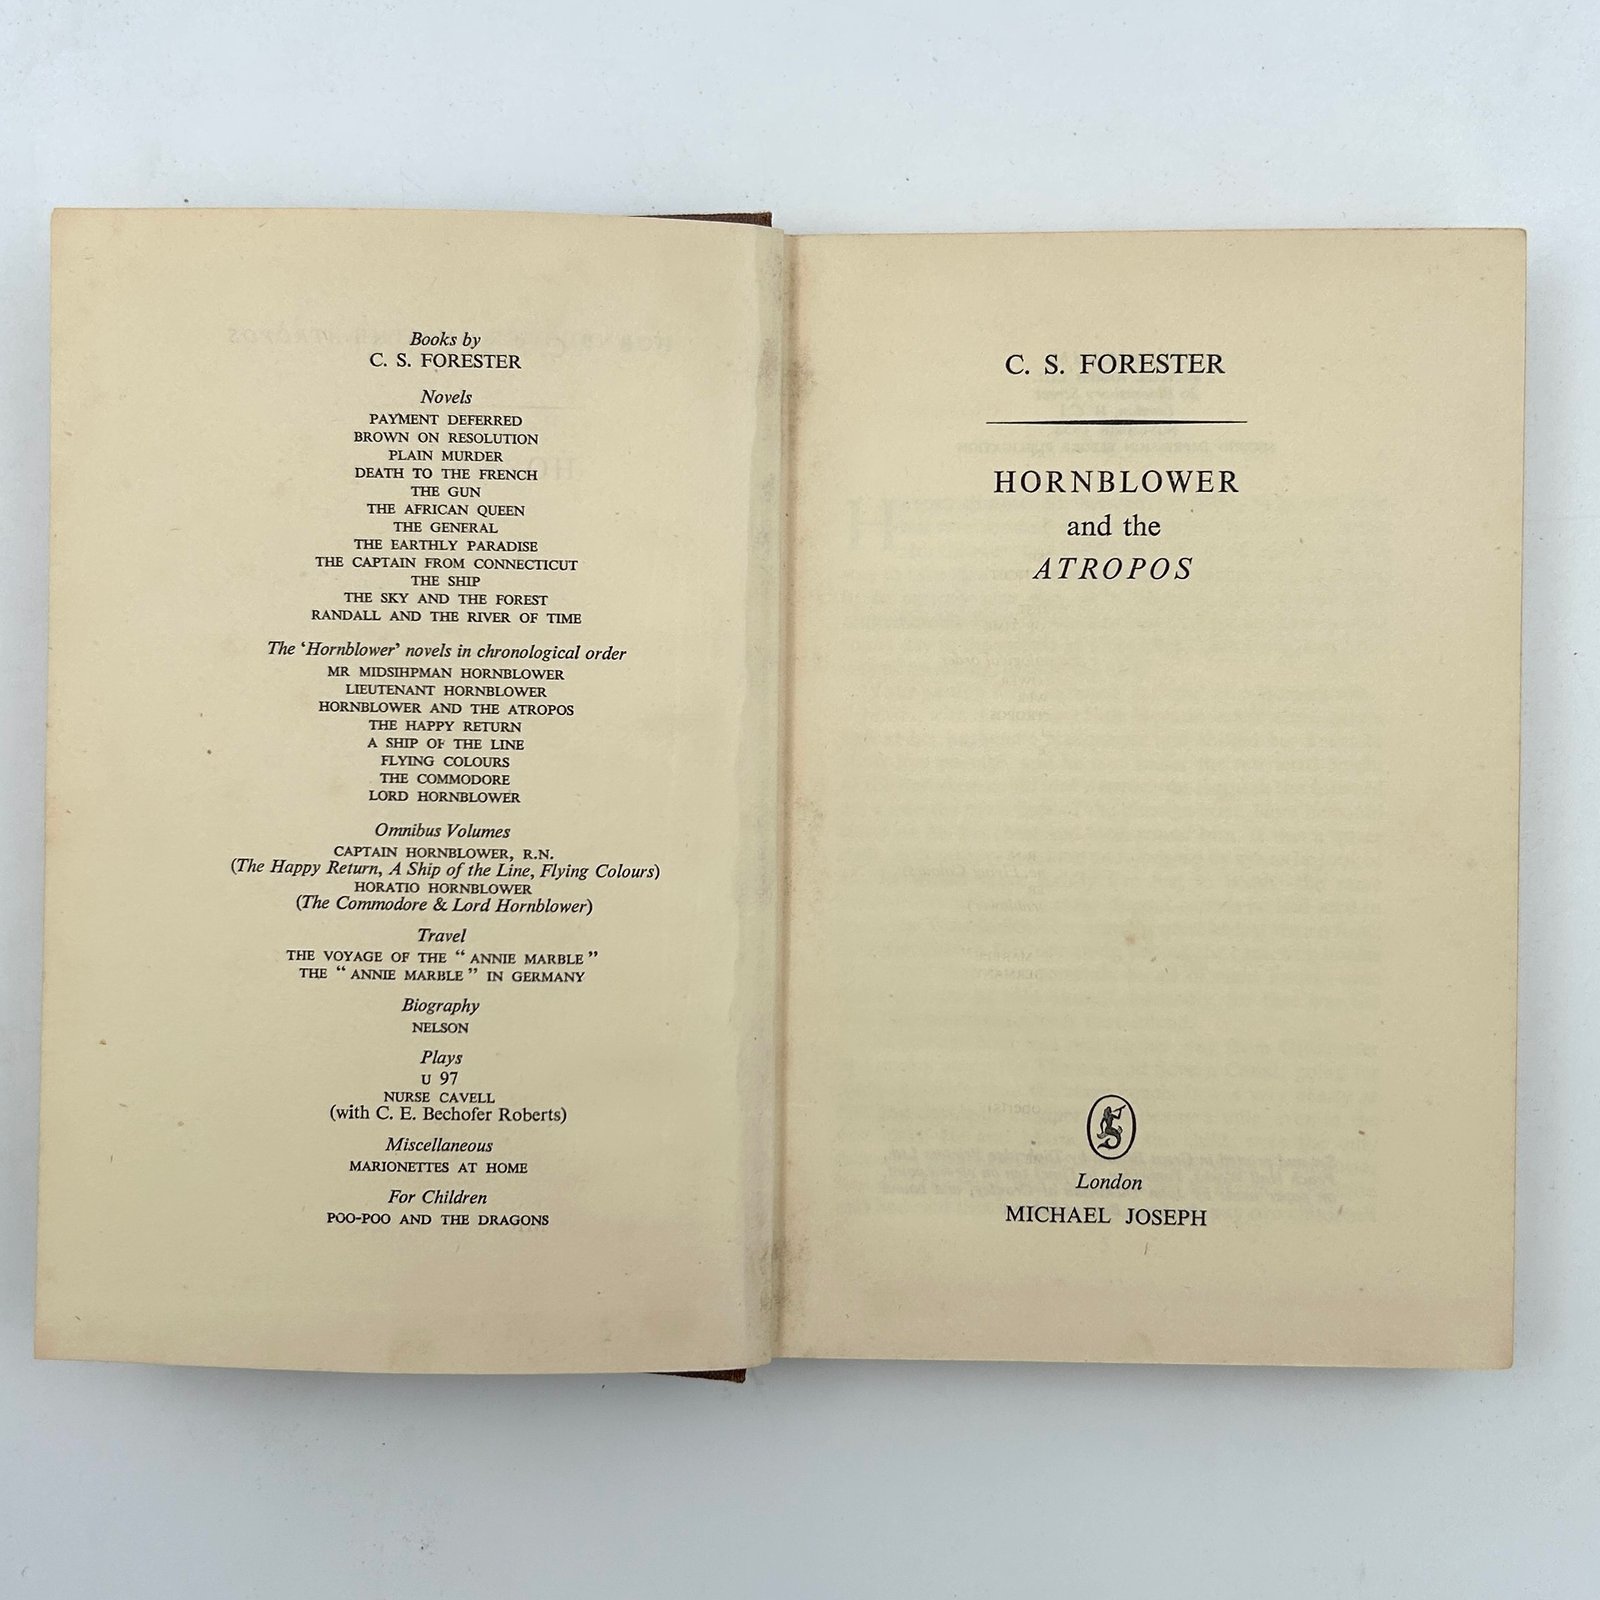 Books by
C. S. FORESTER
Novels
PAYMENT DEFERRED
BROWN ON RESOLUTION
PLAIN MURDER
DEATH TO THE FRENCH
THE GUN
THE AFRICAN QUEEN
THE GENERAL
THE EARTHLY PARADISE
THE CAPTAIN FROM CONNECTICUT
THE SHIP
THE SKY AND THE FOREST
RANDALL AND THE RIVER OF TIME
The ‘Hornblower’ novels in chronological order
MR MIDSIHPMAN HORNBLOWER
LIEUTENANT HORNBLOWER
HORNBLOWER AND THE ATROPOS
THE HAPPY RETURN
A SHIP OF THE LINE
FLYING COLOURS
THE COMMODORE
LORD HORNBLOWER
Omnibus Volumes
CAPTAIN HORNBLOWER, R.N.
(The Happy Return, A Ship of the Line, Flying Colours)
HORATIO HORNBLOWER
(The Commodore & Lord Hornblower)
Travel
THE VOYAGE OF THE “ ANNIE MARBLE ”
THE “ ANNIE MARBLE ” IN GERMANY
Biography
NELSON
Plays
U 97
NURSE CAVELL
(with C. E. Bechofer Roberts)
Miscellaneous
MARIONETTES AT HOME
For Children
POO-POO AND THE DRAGONS
C. S. FORESTER
HORNBLOWER
and the
ATROPOS
London
MICHAEL JOSEPH